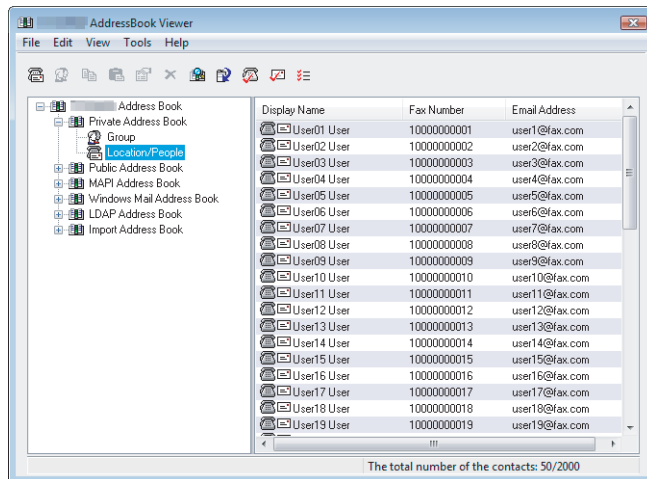 AddressBook Viewer
File Edit View Tools Help
Address Book
Private Address Book
Group
Location/People
Public Address Book
MAPI Address Book
Windows Mail Address Book
LDAP Address Book
Import Address Book
Display Name Fax Number Email Address
User01 User 10000000001 user1@fax.com
User02 User 10000000002 user2@fax.com
User03 User 10000000003 user3@fax.com
User04 User 10000000004 user4@fax.com
User05 User 10000000005 user5@fax.com
User06 User 10000000006 user6@fax.com
User07 User 10000000007 user7@fax.com
User08 User 10000000008 user8@fax.com
User09 User 10000000009 user9@fax.com
User10 User 10000000010 user10@fax.com
User11 User 10000000011 user11@fax.com
User12 User 10000000012 user12@fax.com
User13 User 10000000013 user13@fax.com
User14 User 10000000014 user14@fax.com
User15 User 10000000015 user15@fax.com
User16 User 10000000016 user16@fax.com
User17 User 10000000017 user17@fax.com
User18 User 10000000018 user18@fax.com
User19 User 10000000019 user19@fax.com
The total number of the contacts: 50/2000